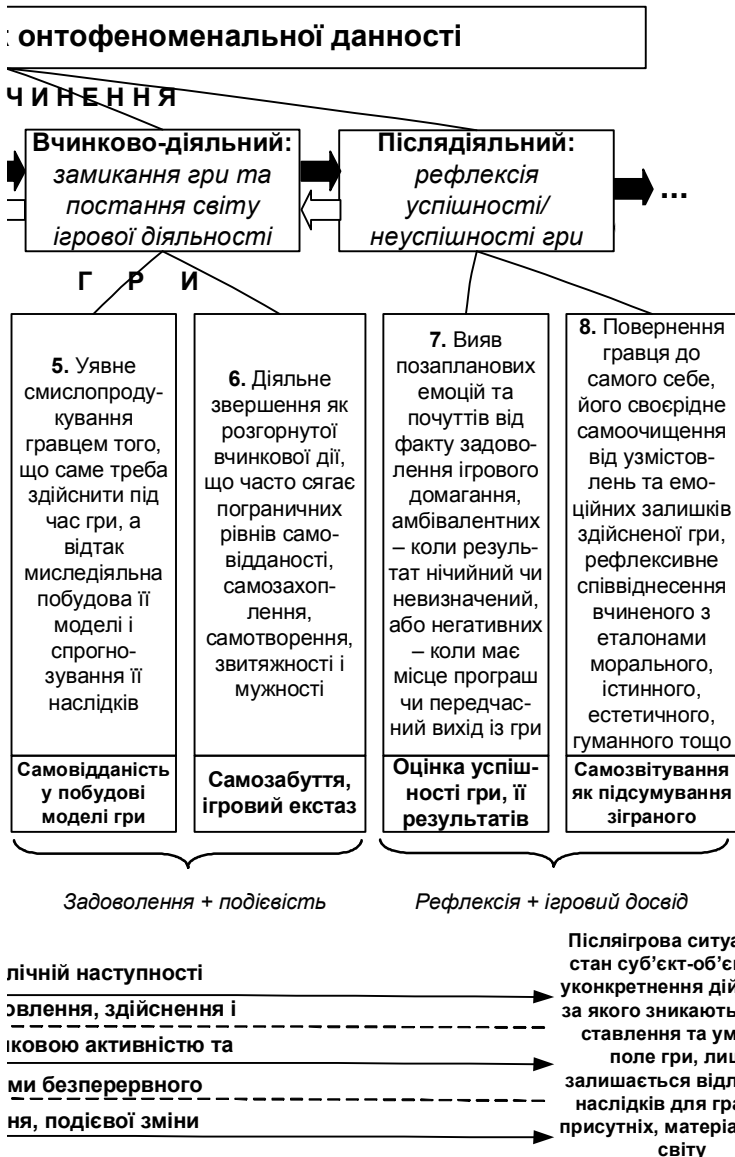 онтофеноменальної данності
ЧИНЕННЯ
Вчинково-діяльний:
замикання гри та
постання світу
ігрової діяльності
Післядіяльний:
рефлексія
успішності/
неуспішності гри
...
Г Р И
5. Уявне
смислопроду-
кування
гравцем того,
що саме треба
здійснити під
час гри, а
відтак
миследіяльна
побудова її
моделі і
спрогно-
зування її
наслідків
Самовідданість
у побудові
моделі гри
6. Діяльне
звершення як
розгорнутої
вчинкової дії,
що часто сягає
пограничних
рівнів само-
відданості,
самозахоп-
лення,
самотворення,
звитяжності і
мужності
Самозабуття,
ігровий екстаз
7. Вияв
позапланових
емоцій та
почуттів від
факту задово-
лення ігрового
домагання,
амбівалентних
– коли резуль-
тат нічийний чи
невизначений,
або негативних
– коли має
місце програш
чи передчас-
ний вихід із гри
Оцінка успіш-
ності гри, її
результатів
8. Повернення
гравця до
самого себе,
його своєрідне
самоочищення
від узмістов-
лень та емо-
ційних залишків
здійсненої гри,
рефлексивне
співвіднесення
вчиненого з
еталонами
морального,
істинного,
естетичного,
гуманного тощо
Самозвітування
як підсумування
зіграного
Задоволення + подієвість
Рефлексія + ігровий досвід
лічній наступності
овлення, здійснення і
иковою активністю та
ми безперервного
ня, подієвої зміни
Післяігрова ситуа
стан суб’єкт-об’є
уконкретнення дій
за якого зникають
ставлення та ум
поле гри, лиш
залишається відл
наслідків для гра
присутніх, матеріа
світу